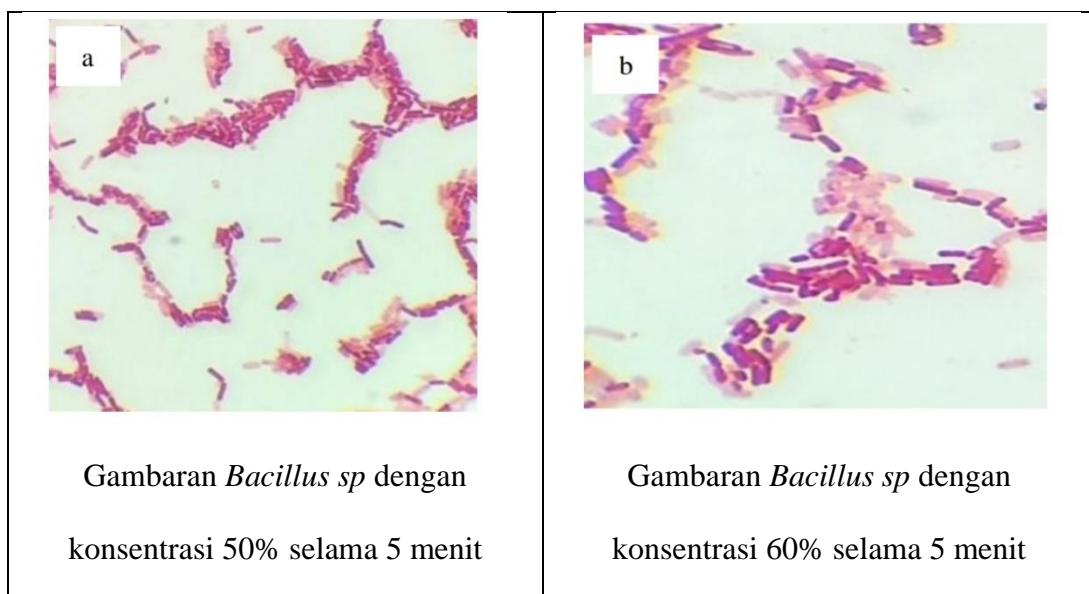 a
b
Gambaran Bacillus sp dengan
konsentrasi 50% selama 5 menit
Gambaran Bacillus sp dengan
konsentrasi 60% selama 5 menit